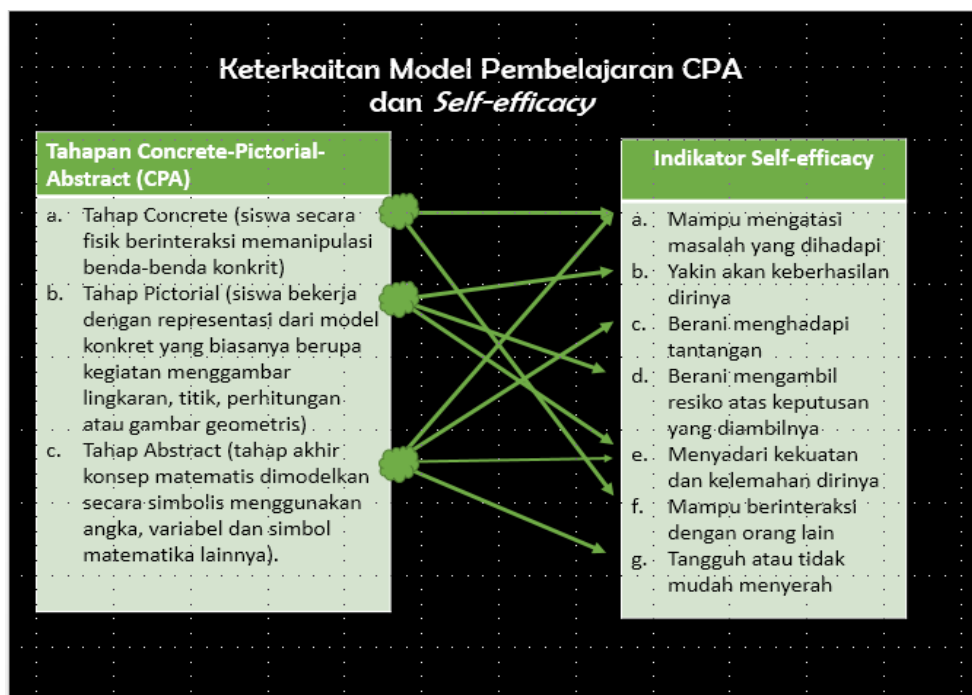 Keterkaitan Model Pembelajaran CPA
dan Self-efficacy
Tahapan Concrete-Pictorial-
Abstract (CPA)
a. Tahap Concrete (siswa secara
fisik berinteraksi memanipulasi
benda-benda konkrit)
b. Tahap Pictorial (siswa bekerja
dengan representasi dari model
konkret yang biasanya berupa
kegiatan menggambar
lingkaran, titik, perhitungan
atau gambar geometris)
c. Tahap Abstract (tahap akhir
konsep matematis dimodelkan
secara simbolis menggunakan
angka, variabel dan simbol
matematika lainnya).
Indikator Self-efficacy
a. Mampu mengatasi
masalah yang dihadapi
b. Yakin akan keberhasilan
dirinya
c. Berani menghadapi
tantangan
d. Berani mengambil
resiko atas keputusan
yang diambilnya
e. Menyadari kekuatan
dan kelemahan dirinya
f. Mampu berinteraksi
dengan orang lain
g. Tangguh atau tidak
mudah menyerah